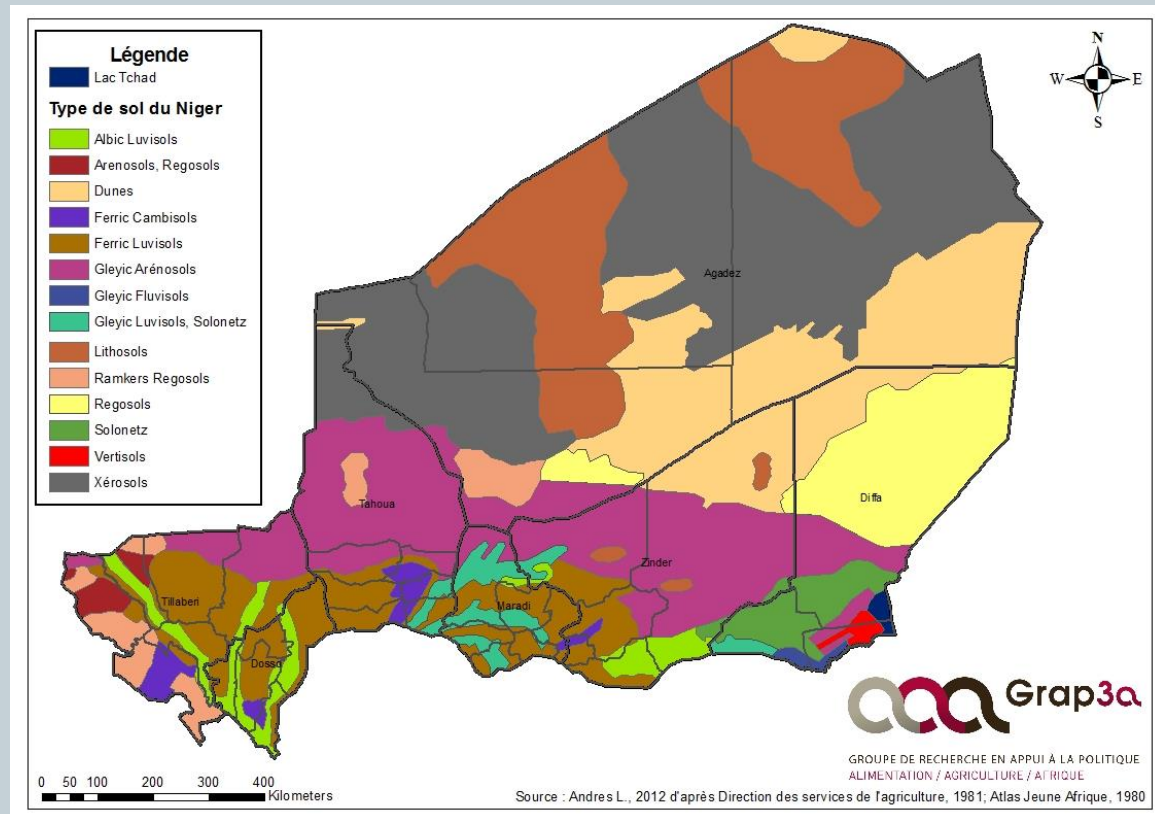 Légende
Lac Tchad
Type de sol du Niger
Albic Luvisols
Arenosols, Regosols
Dunes
Ferric Cambisols
Ferric Luvisols
Gleyic Arénosols
Gleyic Fluvisols
Gleyic Luvisols, Solonetz
Lithosols
Ramkers Regosols
Regosols
Solonetz
Vertisols
Xérosols
N
W E
S
Agadez
Diffa
Tahoua
Zinder
Tillaberi
Maradi
Dosso
Grap3a
GROUPE DE RECHERCHE EN APPUI À LA POLITIQUE
ALIMENTATION / AGRICULTURE / AFRIQUE
0 50 100 200 300 400
Kilometers
Source : Andres L., 2012 d'après Direction des services de l'agriculture, 1981; Atlas Jeune Afrique, 1980